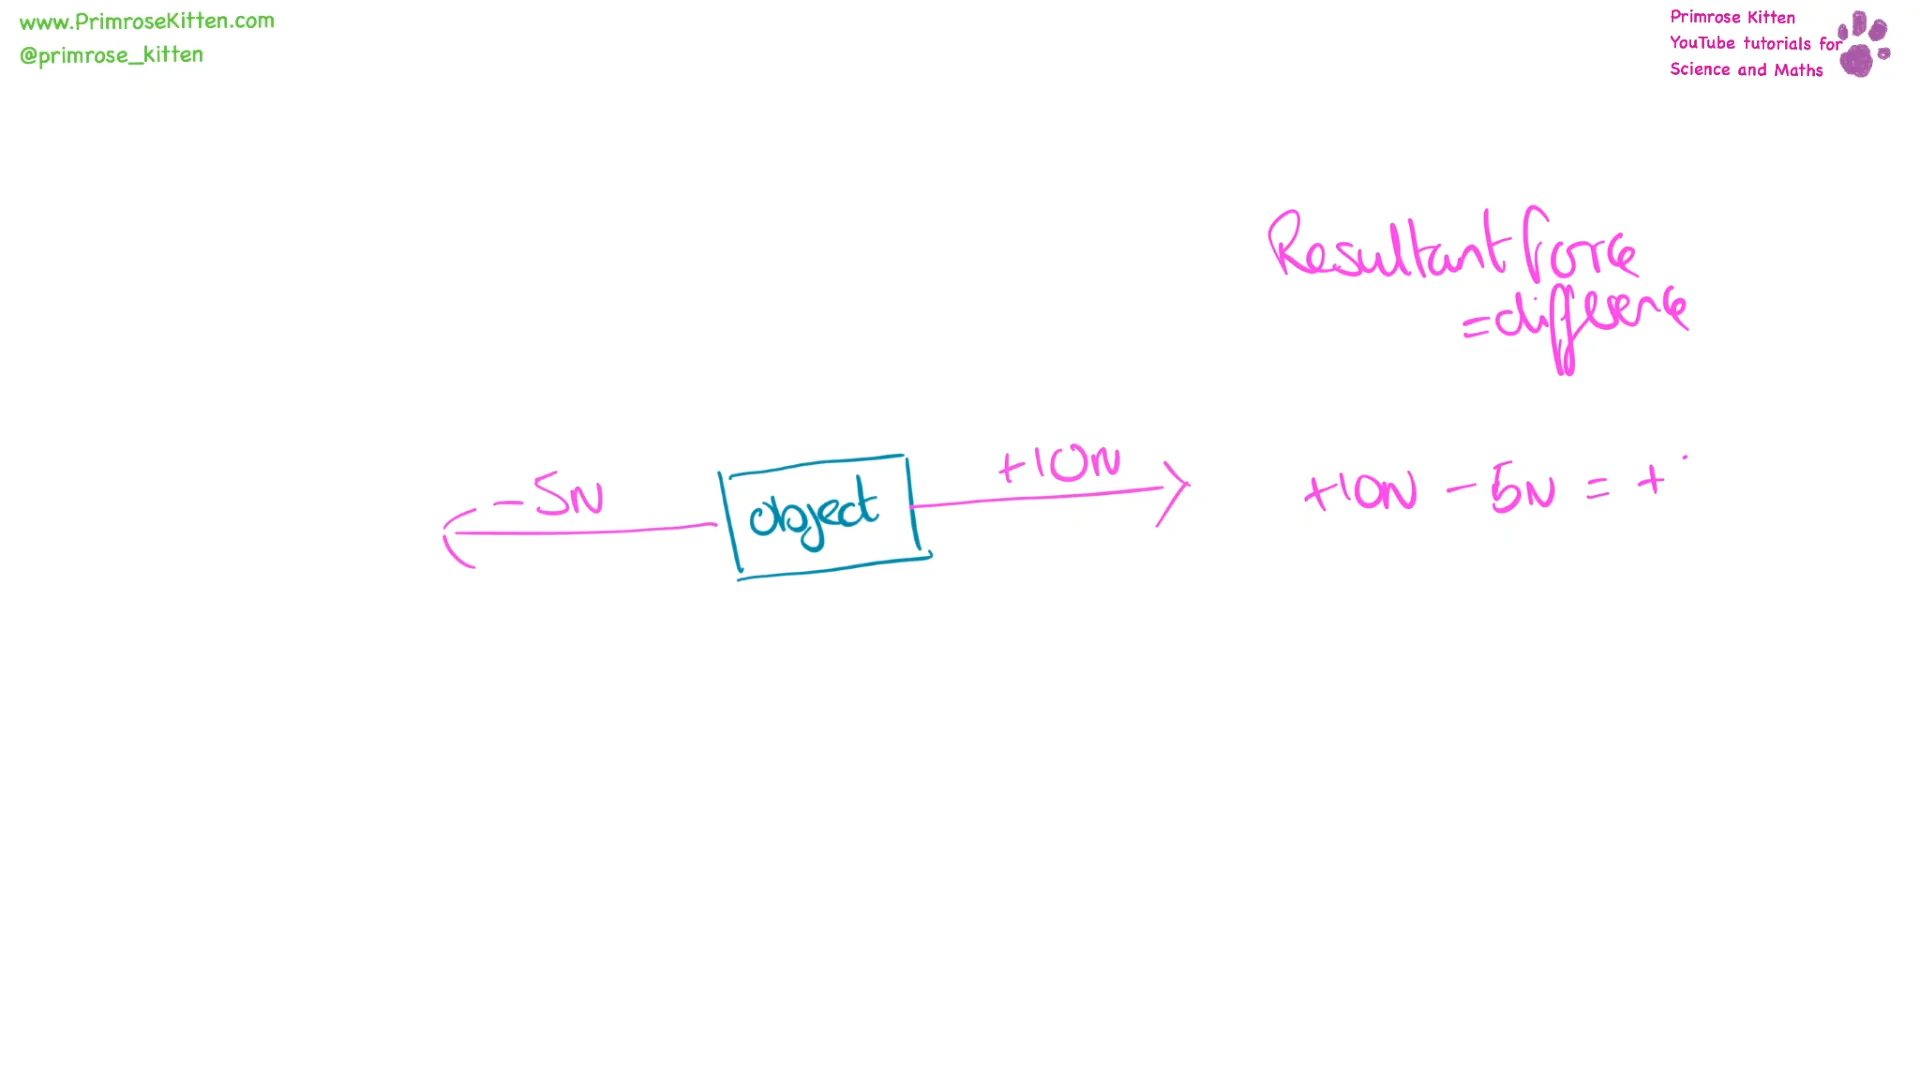 www.PrimroseKitten.com
@primrose_kitten
Primrose Kitten
YouTube tutorials for
Science and Maths
Resultant force
=difference
-5N
object
+10N
+10N - 5N = +